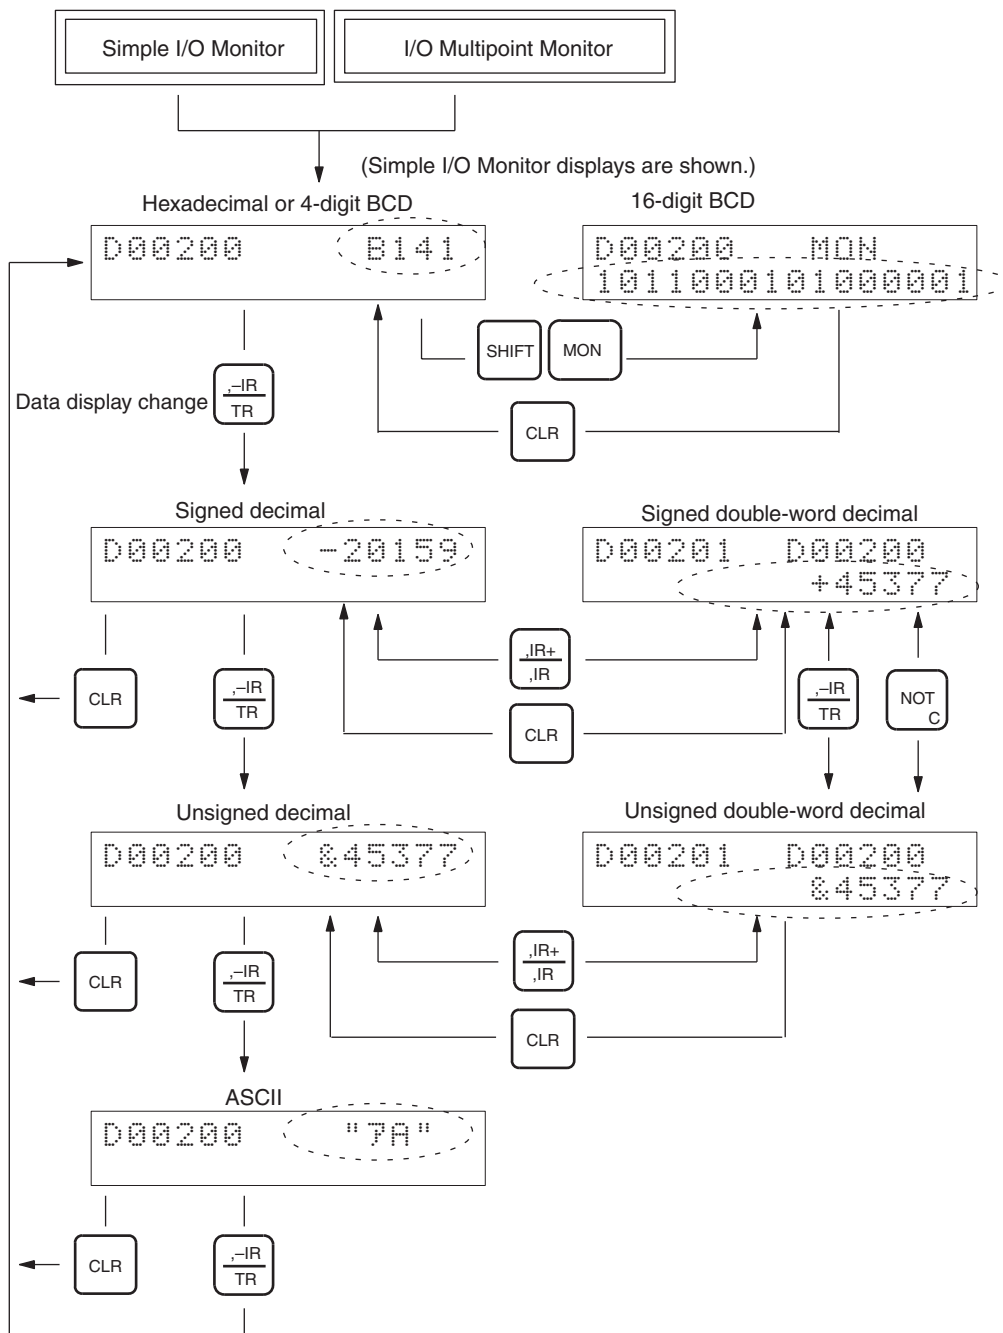 Simple I/O Monitor
I/O Multipoint Monitor
(Simple I/O Monitor displays are shown.)
Hexadecimal or 4-digit BCD
16-digit BCD
D00200 B141
D00200 MON
1011000101000001
SHIFT
MON
Data display change
,–IR
TR
CLR
Signed decimal
Signed double-word decimal
D00200 -20159
D00201 D00200
+45377
,IR+
,IR
CLR
,–IR
TR
CLR
,–IR
TR
NOT
C
Unsigned decimal
Unsigned double-word decimal
D00200 &45377
D00201 D00200
&45377
CLR
,–IR
TR
,IR+
,IR
CLR
ASCII
D00200 "7A"
CLR
,–IR
TR